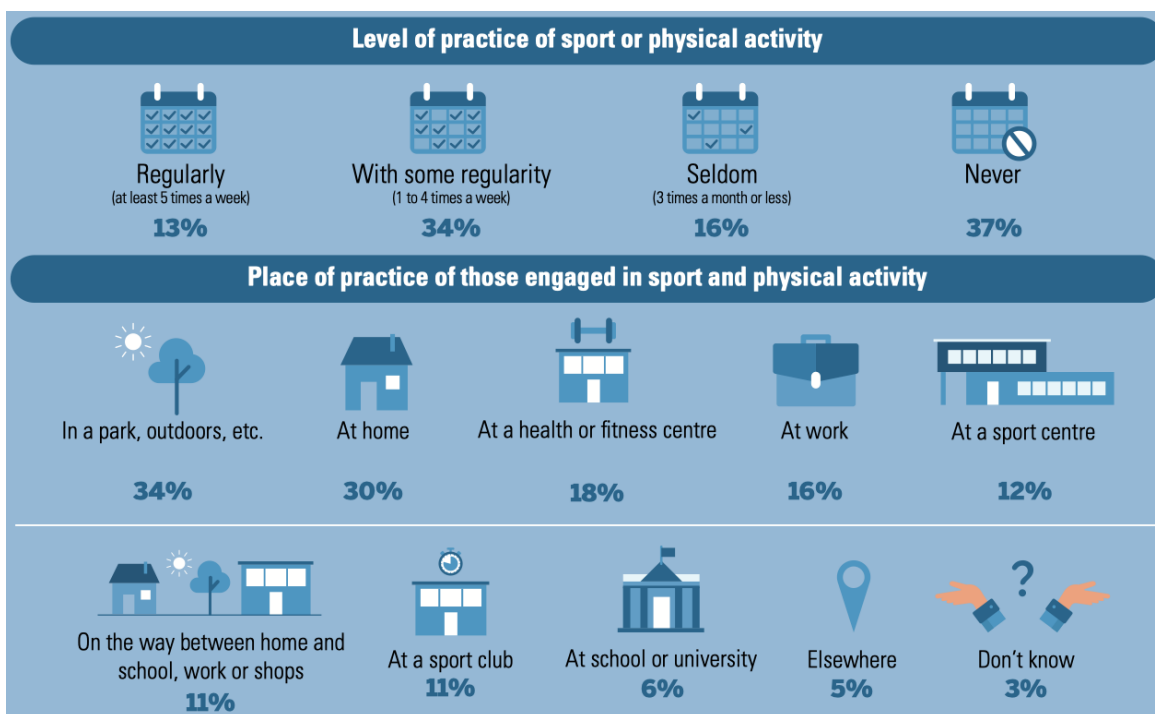 Level of practice of sport or physical activity
Regularly
(at least 5 times a week)
13%
With some regularity
(1 to 4 times a week)
34%
Seldom
(3 times a month or less)
16%
Never
37%
Place of practice of those engaged in sport and physical activity
In a park, outdoors, etc.
34%
At home
30%
At a health or fitness centre
18%
At work
16%
At a sport centre
12%
On the way between home and
school, work or shops
11%
At a sport club
11%
At school or university
6%
Elsewhere
5%
?
Don't know
3%